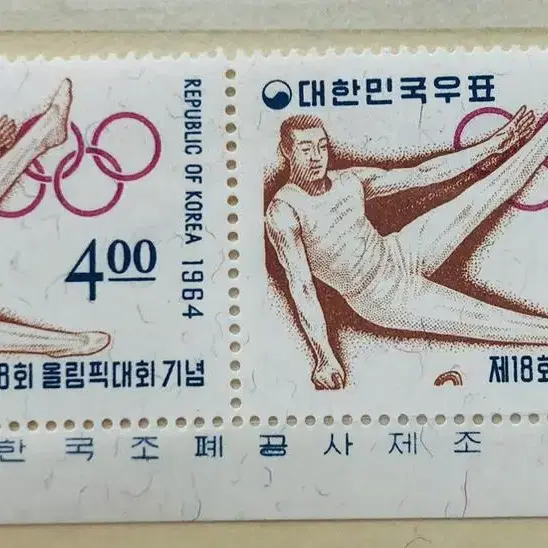 4.00
REPUBLIC OF KOREA 1964
8회 올림픽대회기념
대한민국우표
제18회
한국조폐공사제조